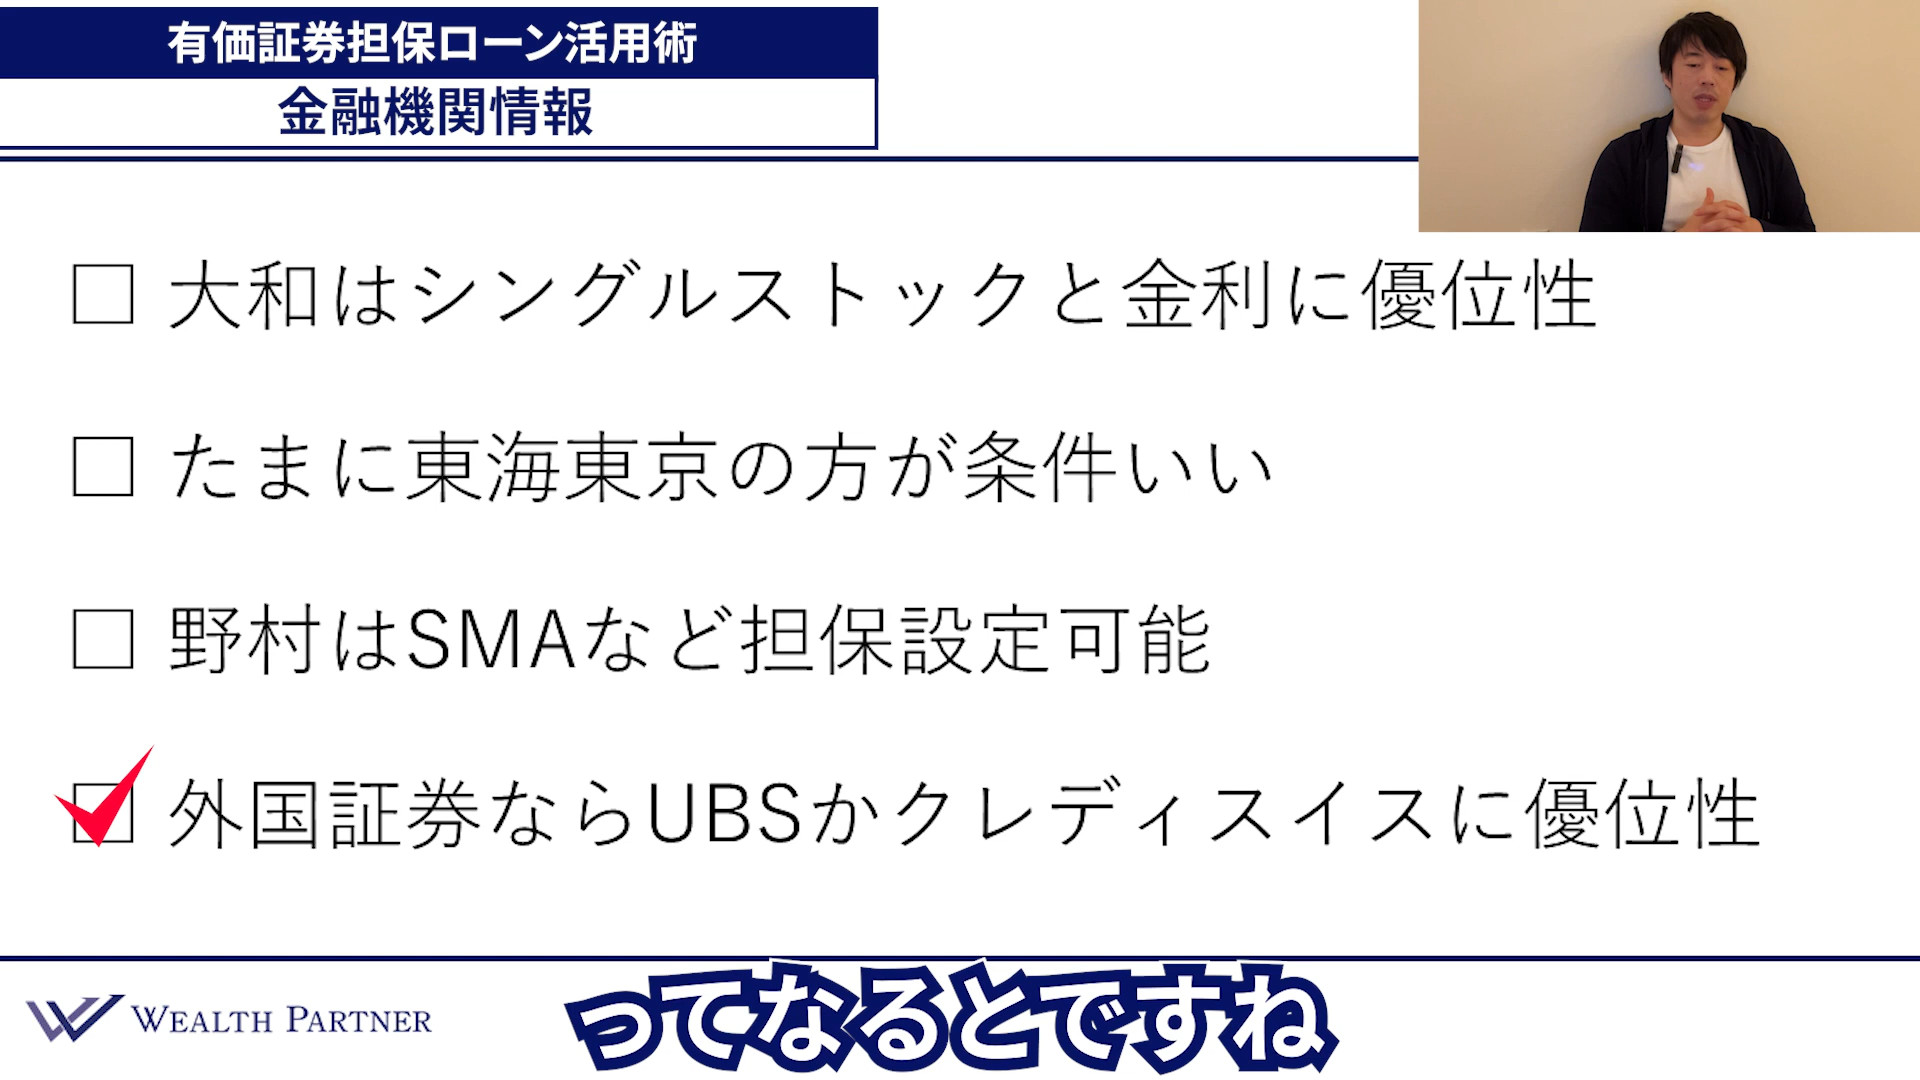 有価証券担保ローン活用術
金融機関情報
大和はシングルストックと金利に優位性
たまに東海東京の方が条件いい
野村はSMAなど担保設定可能
外国証券ならUBSかクレディスイスに優位性
WEALTH PARTNER
ってなるとですね